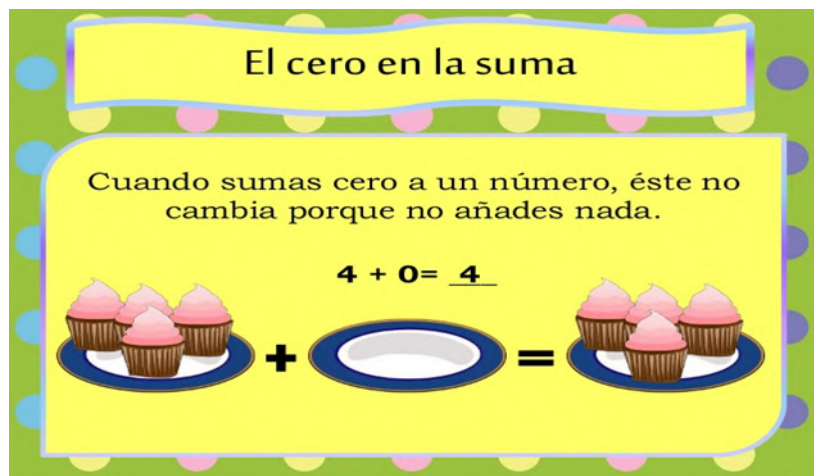 El cero en la suma
Cuando sumas cero a un número, éste no
cambia porque no añades nada.
4 + 0= _4_
+ =